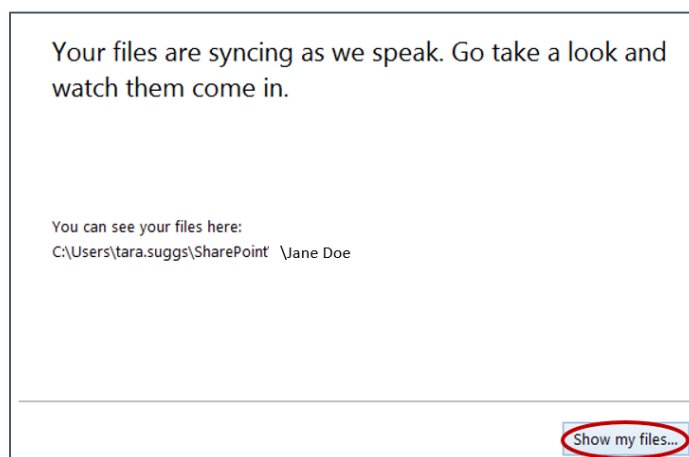 Your files are syncing as we speak. Go take a look and
watch them come in.
You can see your files here:
C:\Users\tara.suggs\SharePoint' \Jane Doe
Show my files...